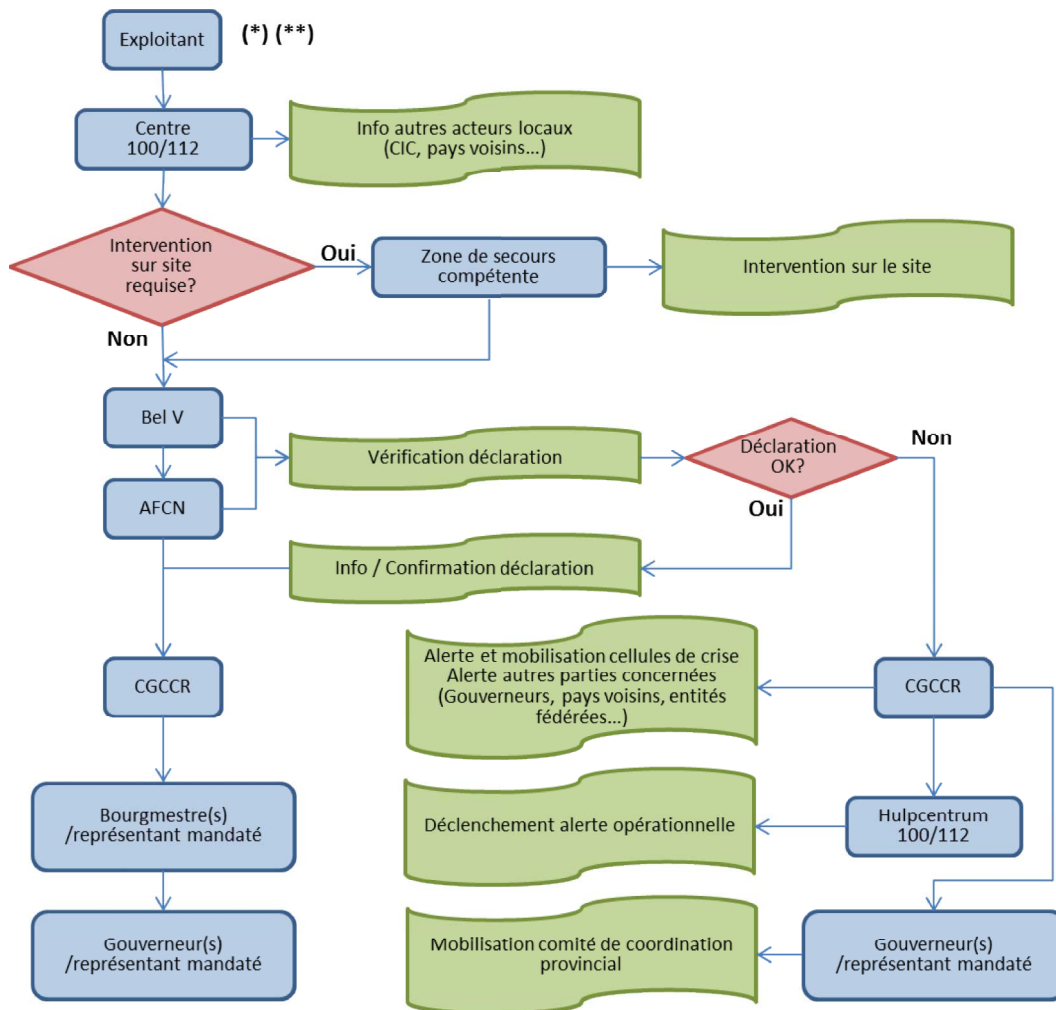 Exploitant
(*) (**)
Centre
100/112
Info autres acteurs locaux
(CIC, pays voisins...)
Intervention
sur site
requise?
Oui
Zone de secours
compétente
Intervention sur le site
Non
Bel V
Vérification déclaration
Déclaration
OK?
Non
AFCN
Oui
Info / Confirmation déclaration
Alerte et mobilisation cellules de crise
Alerte autres parties concernées
(Gouverneurs, pays voisins, entités
fédérées...)
CGCCR
CGCCR
Bourgmestre(s)
/représentant mandaté
Déclenchement alerte opérationnelle
Hulpcentrum
100/112
Gouverneur(s)
/représentant mandaté
Mobilisation comité de coordination
provincial
Gouverneur(s)
/représentant mandaté